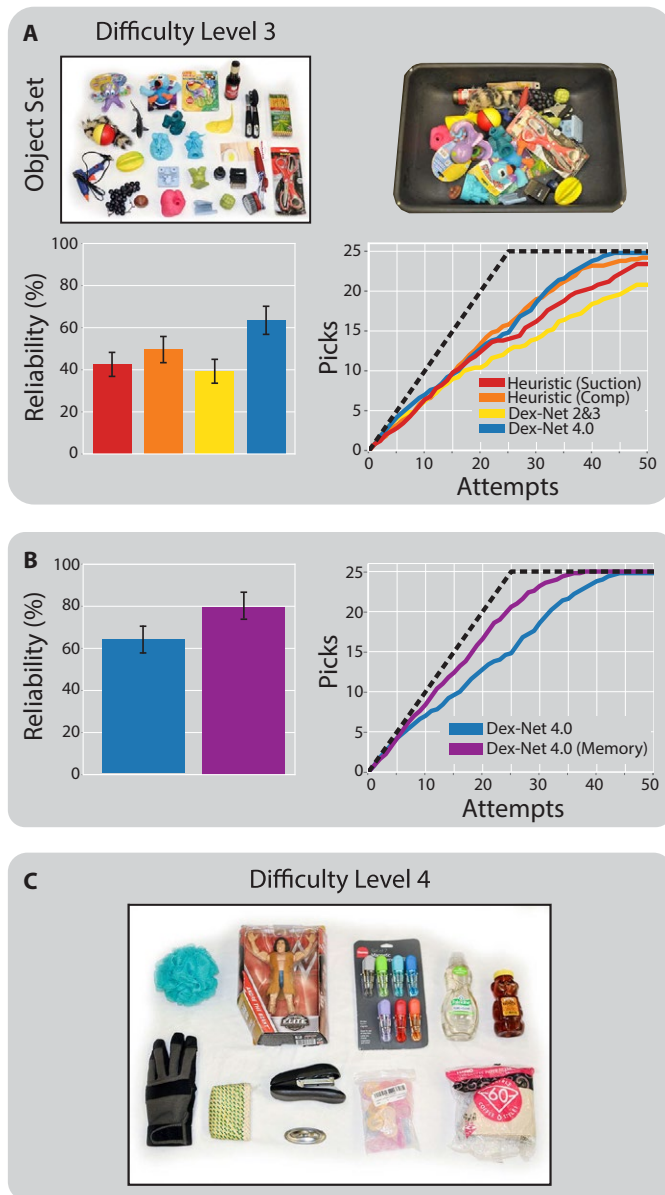 A
Difficulty Level 3
Object Set
Reliability (%)
100
80
60
40
20
0
Picks
25
20
15
10
5
0
Heuristic (Suction)
Heuristic (Comp)
Dex-Net 2&3
Dex-Net 4.0
0 10 20 30 40 50
Attempts
B
Reliability (%)
100
80
60
40
20
0
Picks
25
20
15
10
5
0
Dex-Net 4.0
Dex-Net 4.0 (Memory)
0 10 20 30 40 50
Attempts
C
Difficulty Level 4
ELITE
60